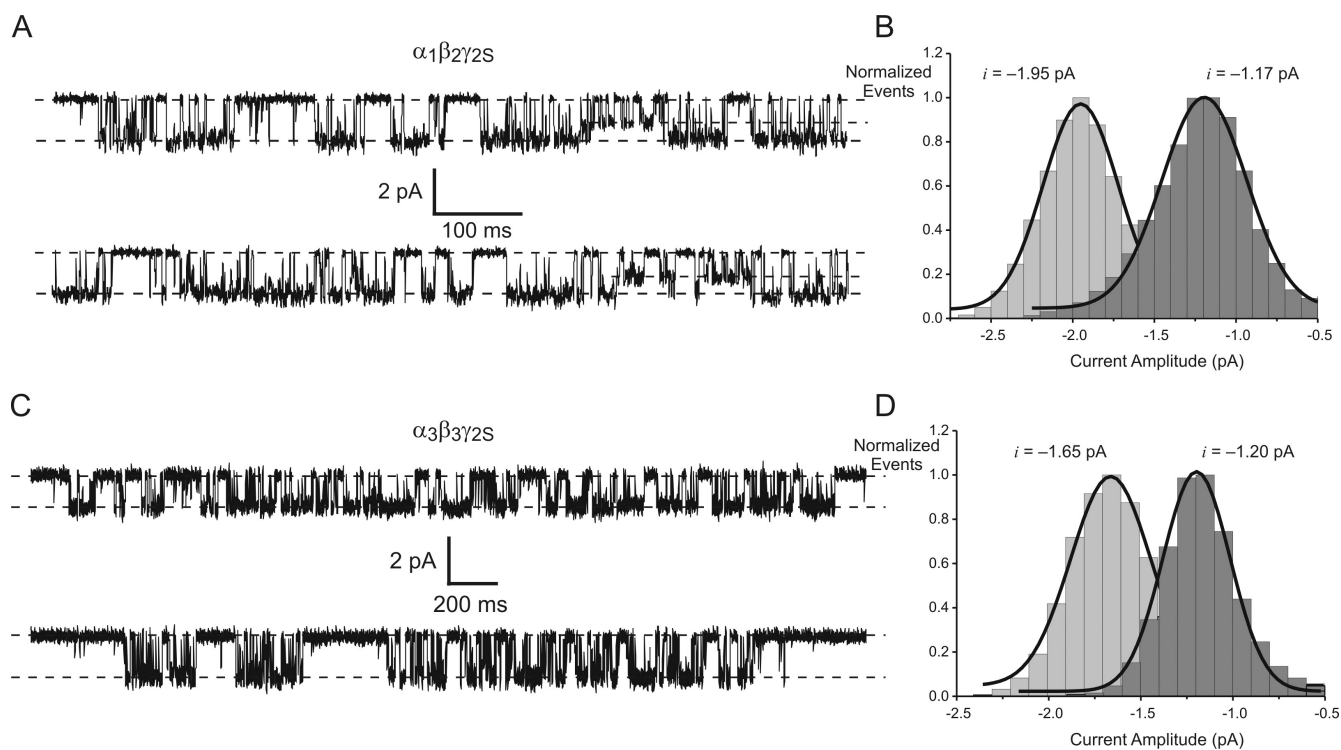 A
α1β2γ2S
2 pA
100 ms
B
Normalized
Events
i = –1.95 pA
i = –1.17 pA
1.2
1.0
0.8
0.6
0.4
0.2
0.0
-2.5
-2.0
-1.5
-1.0
-0.5
Current Amplitude (pA)
C
α3β3γ2S
2 pA
200 ms
D
Normalized
Events
i = –1.65 pA
i = –1.20 pA
1.2
1.0
0.8
0.6
0.4
0.2
0.0
-2.5
-2.0
-1.5
-1.0
-0.5
Current Amplitude (pA)